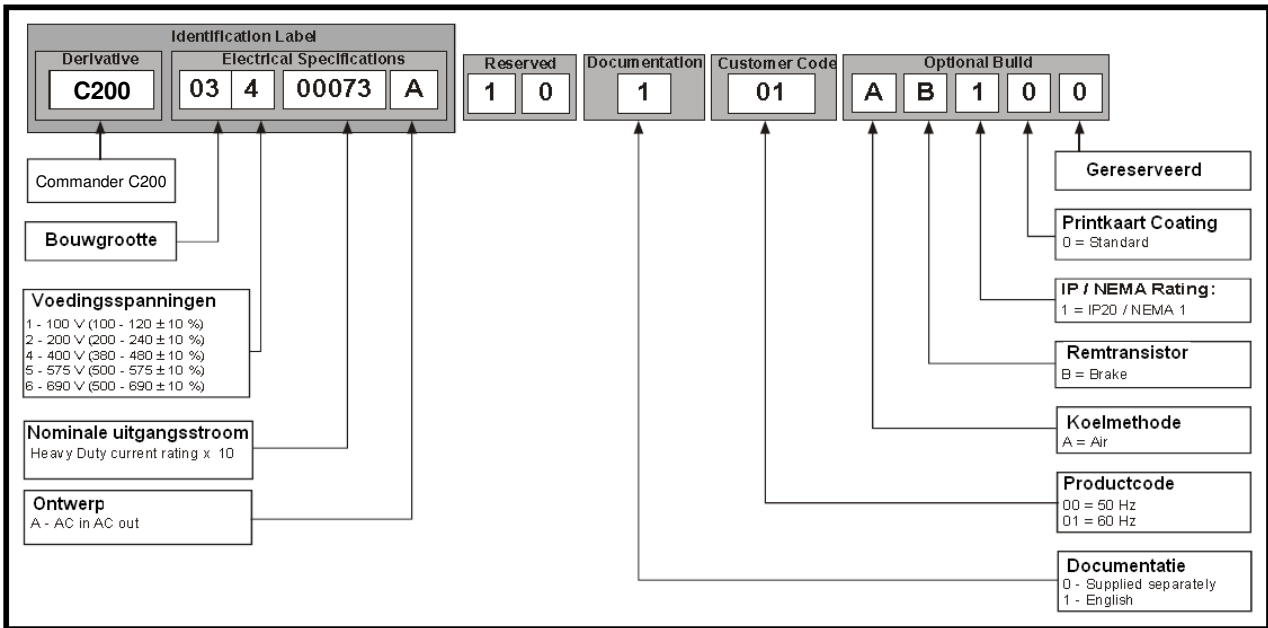 Identification Label
Derivative
Electrical Specifications
Reserved
Documentation
Customer Code
Optional Build
C200
03 4 00073 A
1 0
1
01
A B 1 0 0
Commander C200
Bouwgrootte
Voedingsspanningen
1 - 100 V (100 - 120 ± 10 %)
2 - 200 V (200 - 240 ± 10 %)
4 - 400 V (380 - 480 ± 10 %)
5 - 575 V (500 - 575 ± 10 %)
6 - 690 V (500 - 690 ± 10 %)
Nominale uitgangsstroom
Heavy Duty current rating x 10
Ontwerp
A - AC in AC out
Gereserveerd
Printkaart Coating
0 = Standard
IP / NEMA Rating:
1 = IP20 / NEMA 1
Remtransistor
B = Brake
Koelmethode
A = Air
Productcode
00 = 50 Hz
01 = 60 Hz
Documentatie
0 - Supplied separately
1 - English